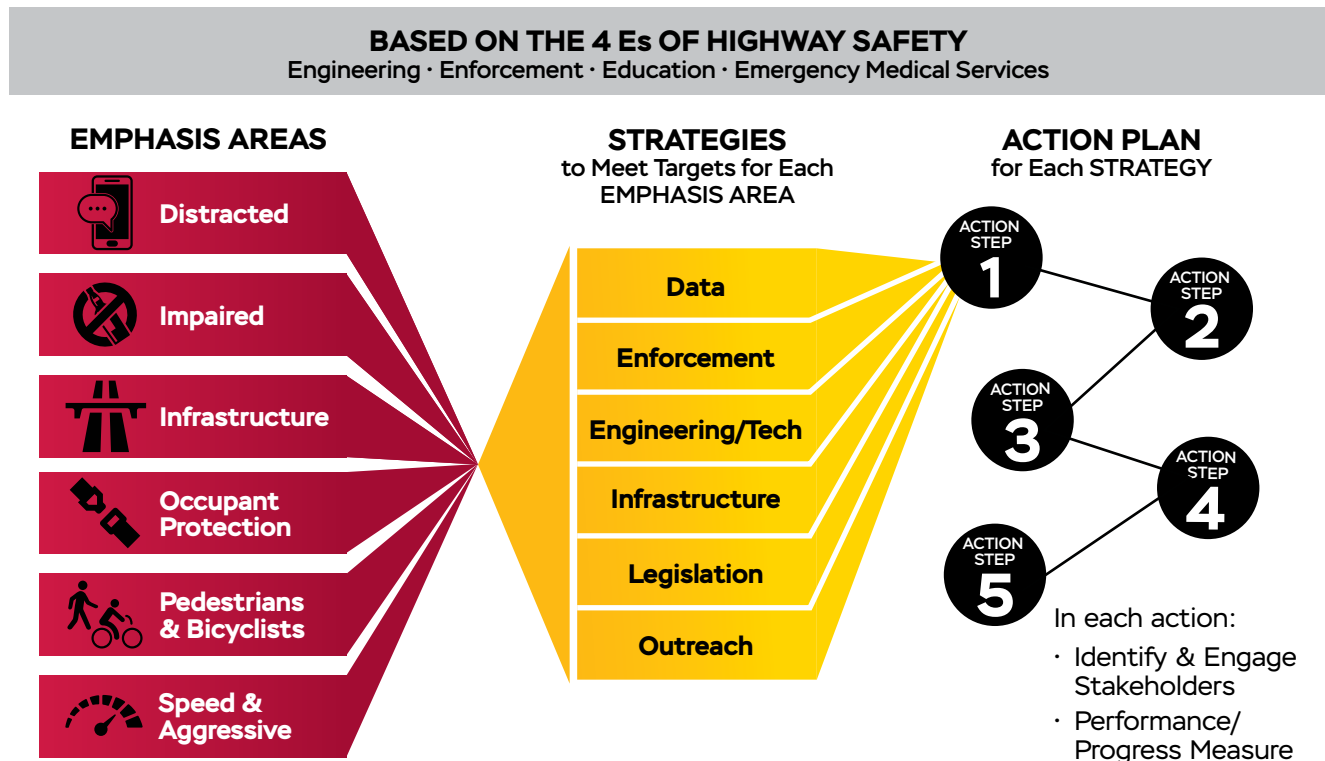 BASED ON THE 4 Es OF HIGHWAY SAFETY
Engineering · Enforcement · Education · Emergency Medical Services
EMPHASIS AREAS
Distracted
Impaired
Infrastructure
Occupant
Protection
Pedestrians
& Bicyclists
Speed &
Aggressive
STRATEGIES
to Meet Targets for Each
EMPHASIS AREA
Data
Enforcement
Engineering/Tech
Infrastructure
Legislation
Outreach
ACTION PLAN
for Each STRATEGY
ACTION
STEP
1
ACTION
STEP
2
ACTION
STEP
3
ACTION
STEP
4
ACTION
STEP
5
In each action:
· Identify & Engage
Stakeholders
· Performance/
Progress Measure